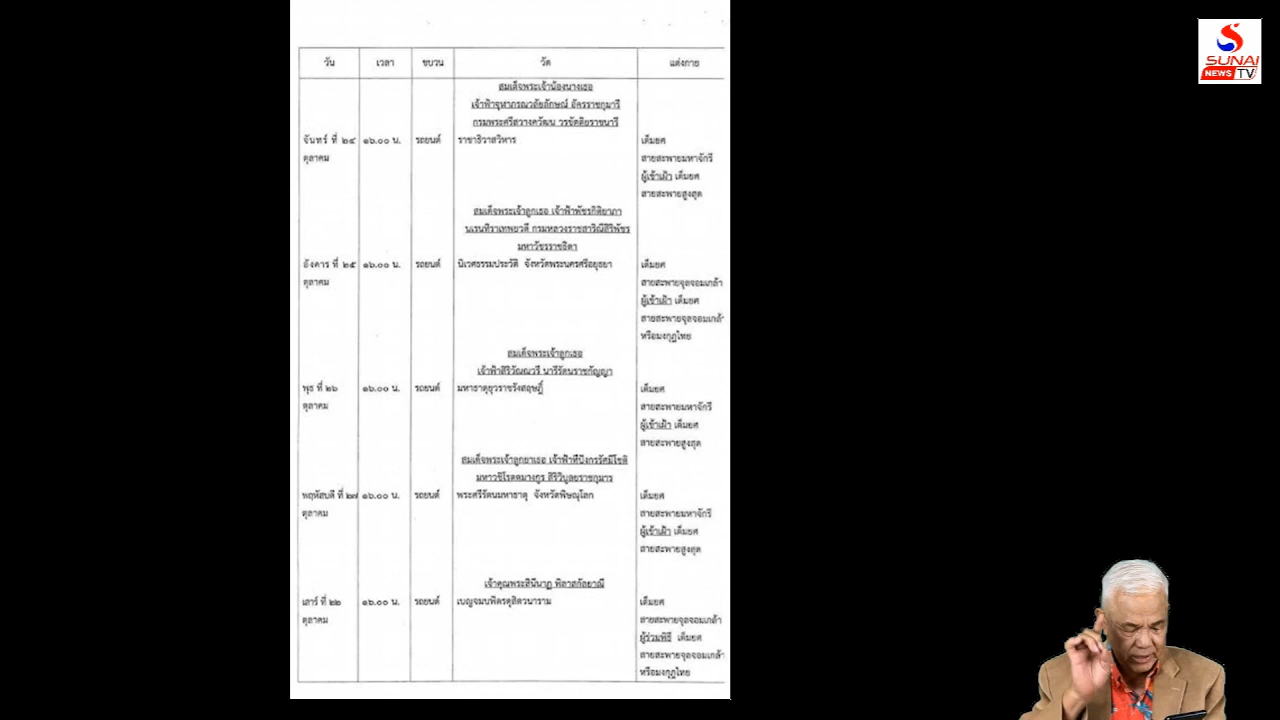 SUNAI
NEWS TV
วัน เวลา ขบวน วัด แต่งกาย
สมเด็จพระเจ้าน้องนางเธอ
เจ้าฟ้าจุฬาภรณวลัยลักษณ์ อัครราชกุมารี
กรมพระศรีสวางควัฒน วรขัตติยราชนารี
จันทร์ ที่ ๒๔ ๑๖.๐๐ น. รถยนต์ ราชาธิวาสวิหาร เต็มยศ
ตุลาคม สายสะพายมหาจักรี
ผู้เข้าเฝ้า เต็มยศ
สายสะพายสูงสุด
สมเด็จพระเจ้าลูกเธอ เจ้าฟ้าพัชรกิติยาภา
นเรนทิราเทพยวดี กรมหลวงราชสาริณีสิริพัชร
มหาวัชรราชธิดา
อังคาร ที่ ๒๕ ๑๖.๐๐ น. รถยนต์ นิเวศธรรมประวัติ จังหวัดพระนครศรีอยุธยา เต็มยศ
ตุลาคม สายสะพายจุลจอมเกล้า
ผู้เข้าเฝ้า เต็มยศ
สายสะพายจุลจอมเกล้า
หรือมงกุฎไทย
สมเด็จพระเจ้าลูกเธอ
เจ้าฟ้าสิริวัณณวรี นารีรัตนราชกัญญา
พุธ ที่ ๒๖ ๑๖.๐๐ น. รถยนต์ มหาธาตุยุวราชรังสฤษฎิ์ เต็มยศ
ตุลาคม สายสะพายมหาจักรี
ผู้เข้าเฝ้า เต็มยศ
สายสะพายสูงสุด
สมเด็จพระเจ้าลูกยาเธอ เจ้าฟ้าทีปังกรรัศมีโชติ
มหาวชิโรตตมางกูร สิริวิบูลยราชกุมาร
พฤหัสบดี ที่ ๒๗ ๑๖.๐๐ น. รถยนต์ พระศรีรัตนมหาธาตุ จังหวัดพิษณุโลก เต็มยศ
ตุลาคม สายสะพายมหาจักรี
ผู้เข้าเฝ้า เต็มยศ
สายสะพายสูงสุด
เจ้าคุณพระสินีนาฏ พิลาสกัลยาณี
เสาร์ ที่ ๒๒ ๑๖.๐๐ น. รถยนต์ เบญจมบพิตรดุสิตวนาราม เต็มยศ
ตุลาคม สายสะพายจุลจอมเกล้า
ผู้ร่วมพิธี เต็มยศ
สายสะพายจุลจอมเกล้า
หรือมงกุฎไทย